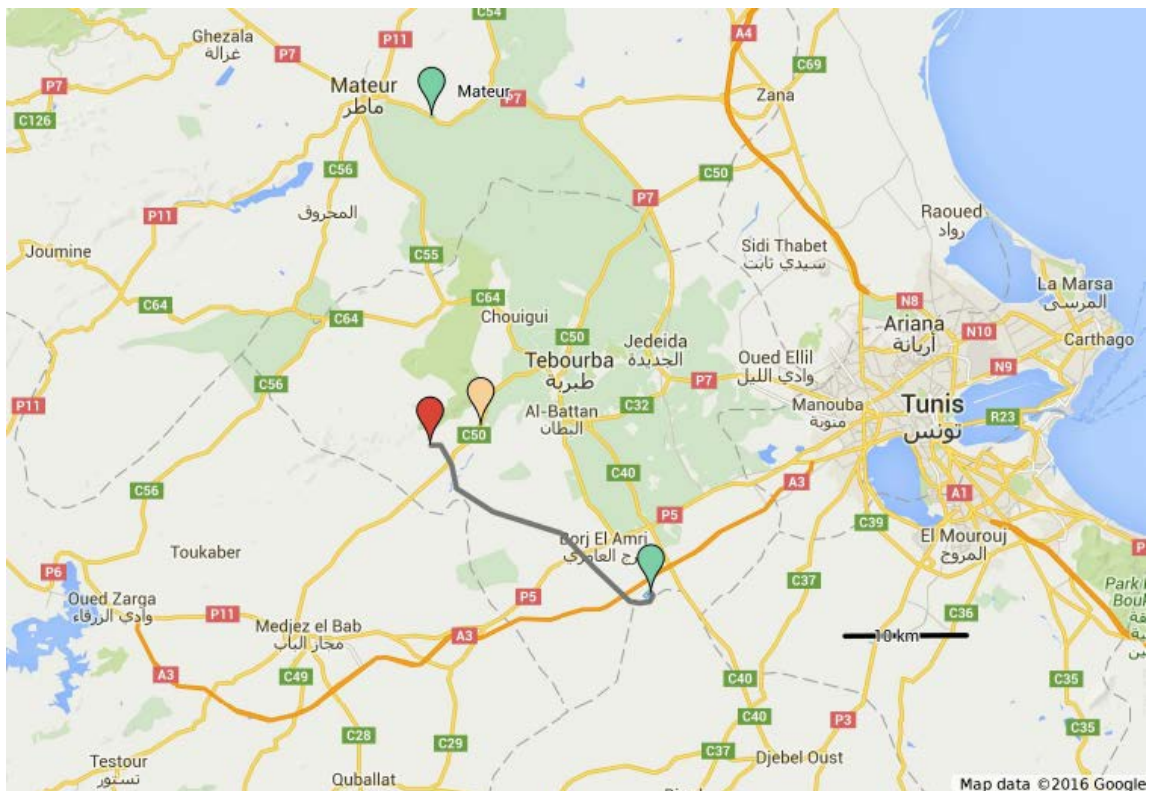 C54
Ghezala
غزالة
P11
A4
P7
C69
Mateur
ماطر
Mateur
P7
Zana
P7
C126
C56
C50
P7
المحروق
P11
Raoued
رواد
Sidi Thabet
سيدي ثابت
Joumine
C55
La Marsa
المرسى
C64
C64
C64
N8
Chouigui
Ariana
أريانة
N10
Carthago
C50
Jedeida
الجديدة
Tebourba
طبربة
Oued Ellil
وادي الليل
N9
C56
P7
P11
C32
Manouba
منوبة
Tunis
تونس
R23
Al-Battan
البطان
C50
C40
A3
A1
C56
P5
C39
El Mourouj
المروج
Toukaber
Borj El Amri
برج العامري
P6
C37
Oued Zarga
وادي الزرقاء
P5
C36
P11
Medjez el Bab
مجاز الباب
A3
10 km
A3
C49
C40
C35
C40
P3
C35
C28
C29
C37
Djebel Oust
Testour
تستور
Quballat
Map data ©2016 Google